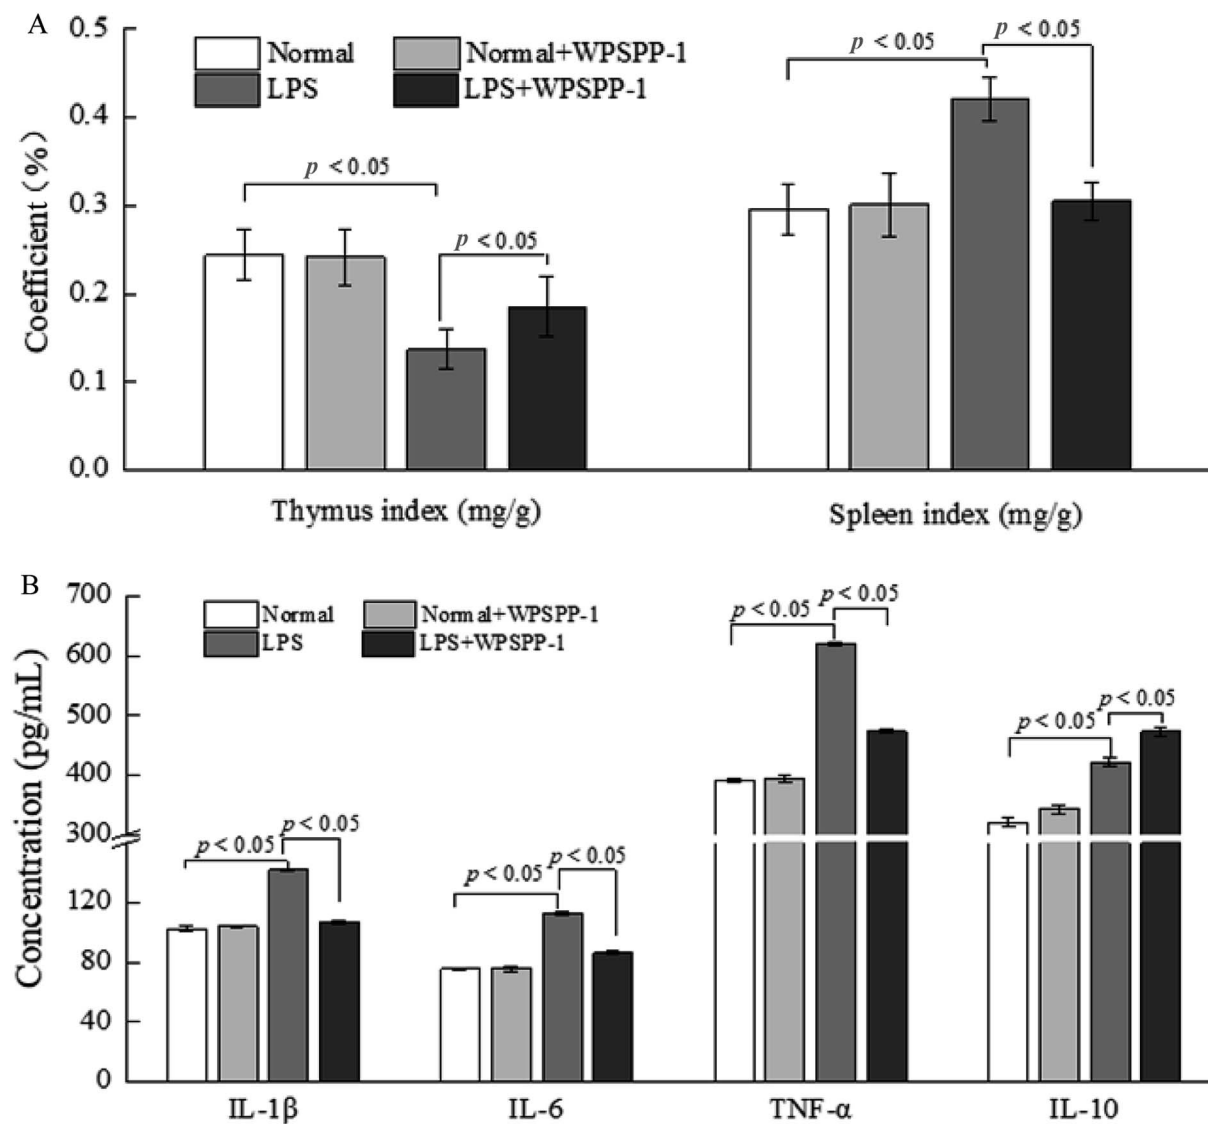 A
0.5
0.4
0.3
0.2
0.1
0.0
Coefficient (%)
Normal
Normal+WPSPP-1
LPS
LPS+WPSPP-1
p < 0.05
p < 0.05
p < 0.05
p < 0.05
Thymus index (mg/g)
Spleen index (mg/g)
B
700
600
500
400
300
120
80
40
0
Concentration (pg/mL)
Normal
Normal+WPSPP-1
LPS
LPS+WPSPP-1
p < 0.05
p < 0.05
p < 0.05
p < 0.05
p < 0.05
p < 0.05
p < 0.05
p < 0.05
IL-1β
IL-6
TNF-α
IL-10